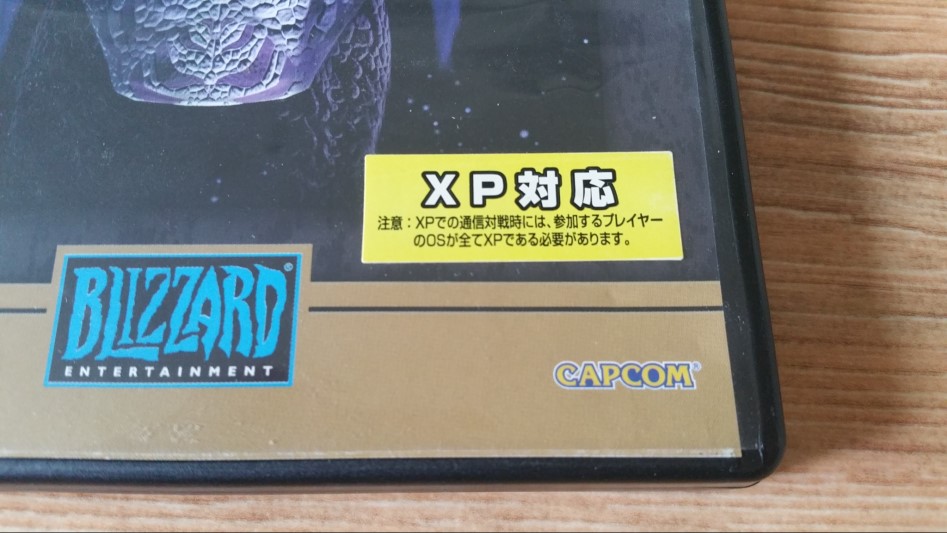 XP対応
注意：XPでの通信対戦時には、参加するプレイヤー
のOSが全てXPである必要があります。
BLIZZARD®
ENTERTAINMENT
CAPCOM®